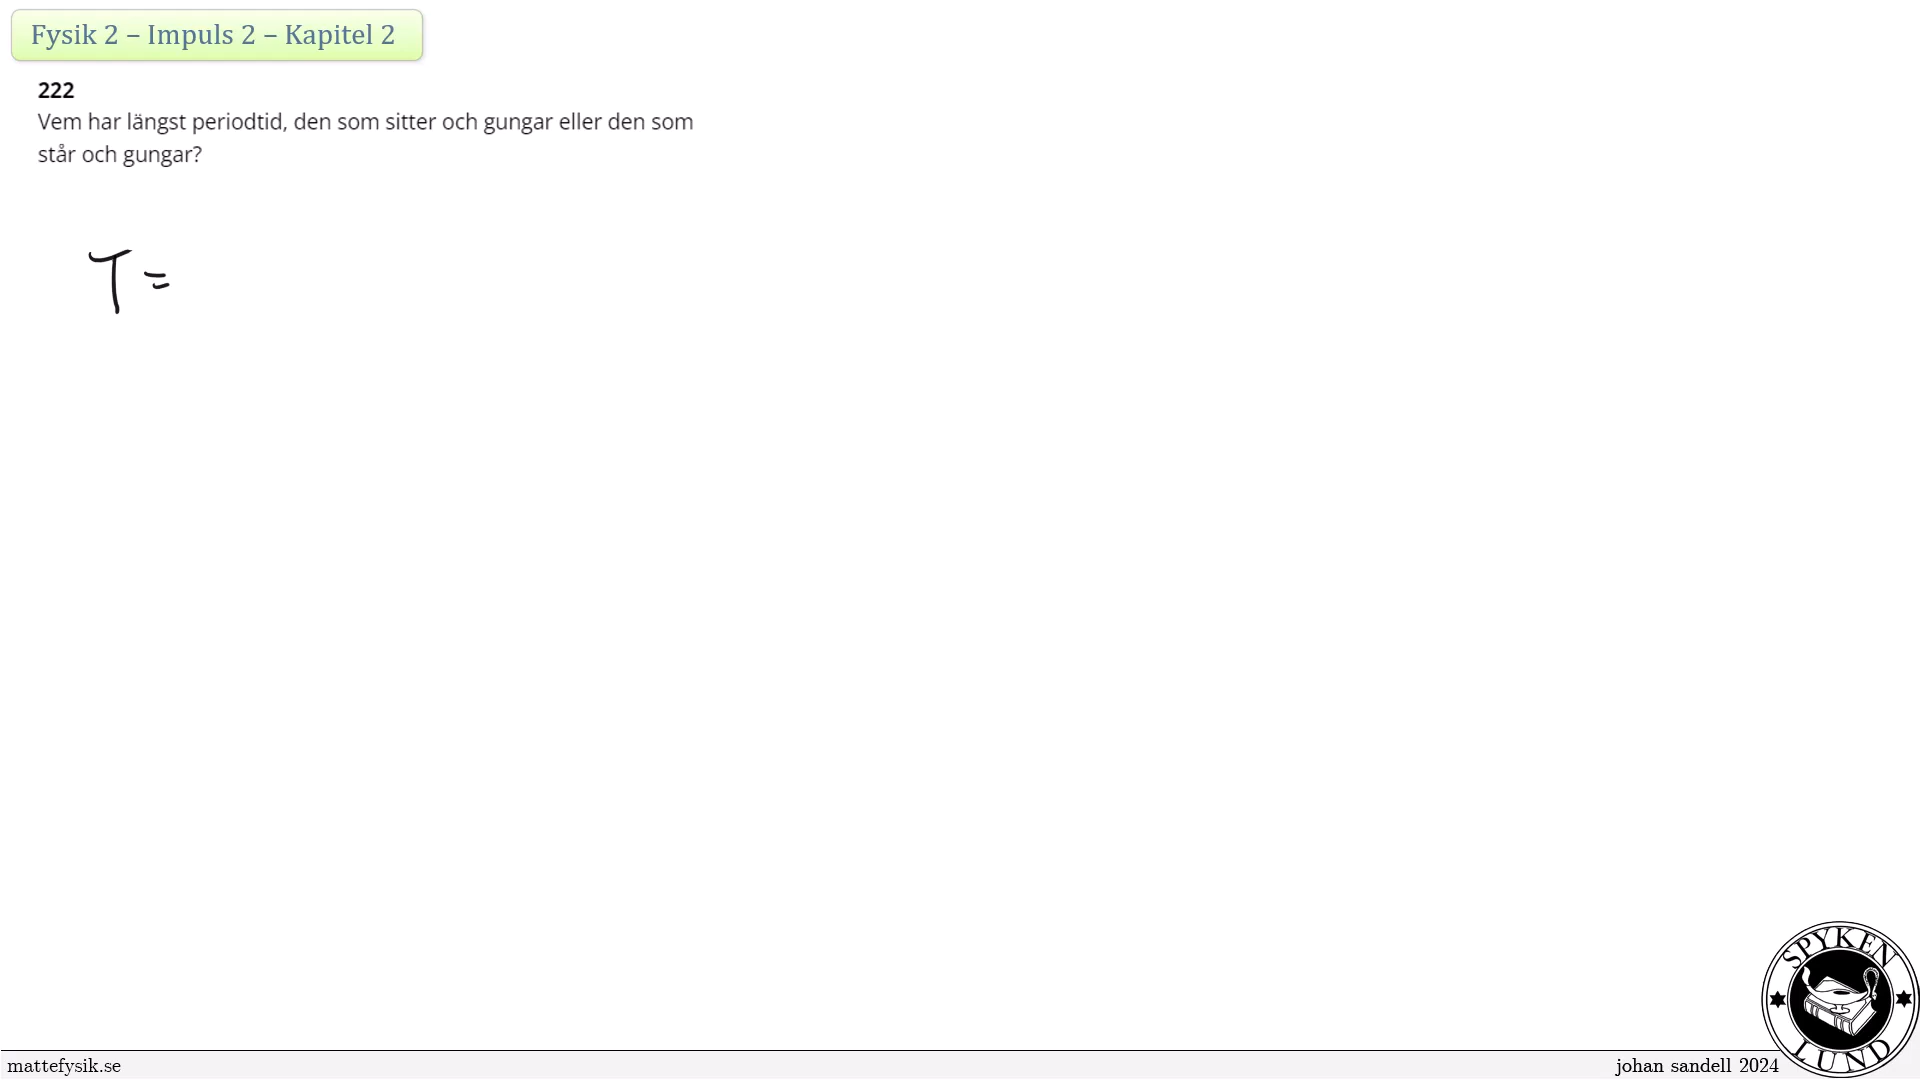 Fysik 2 – Impuls 2 – Kapitel 2
222
Vem har längst periodtid, den som sitter och gungar eller den som
står och gungar?
T =
SPYKEN
LUND
mattefysik.se
johan sandell 2024